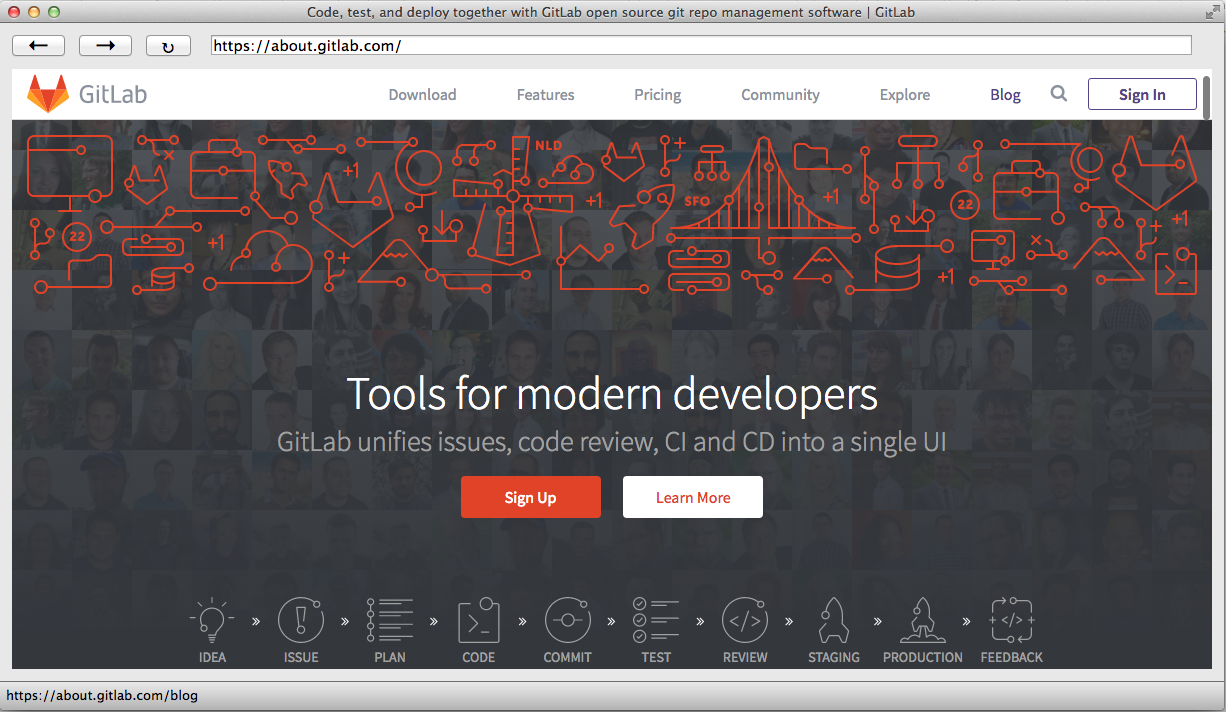 Code, test, and deploy together with GitLab open source git repo management software | GitLab
https://about.gitlab.com/
GitLab
Download
Features
Pricing
Community
Explore
Blog
Sign In
NLD
+1
+1
SFO
+1
22
22
+1
+1
+1
Tools for modern developers
GitLab unifies issues, code review, CI and CD into a single UI
Sign Up
Learn More
IDEA » ISSUE » PLAN » CODE » COMMIT » TEST » REVIEW » STAGING » PRODUCTION » FEEDBACK
https://about.gitlab.com/blog